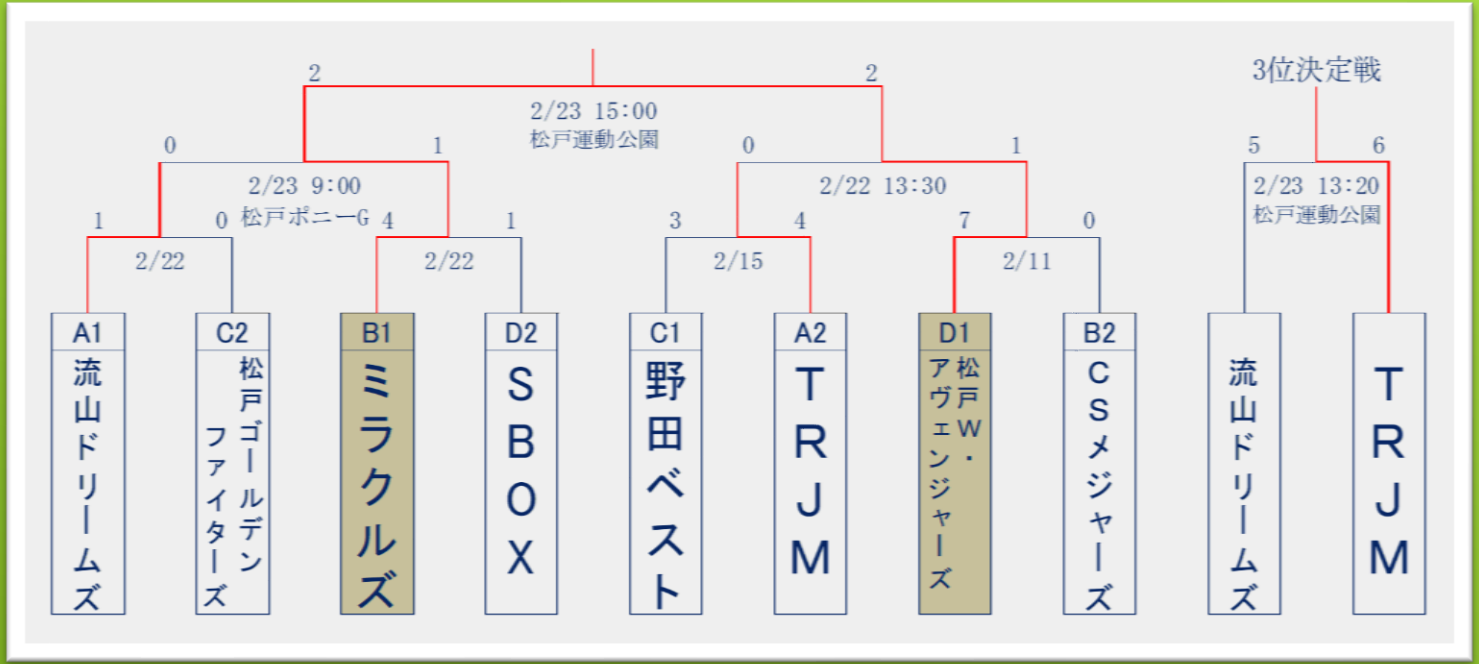 2
2
3位決定戦
2/23 15:00
松戸運動公園
0
1
0
1
5
6
2/23 9:00
松戸ポニーG
2/22 13:30
2/23 13:20
松戸運動公園
1
0
4
1
3
4
7
0
2/22
2/22
2/15
2/11
A1
流山ドリームズ
C2
松戸ゴールデン
ファイターズ
B1
ミラクルズ
D2
SBOX
C1
野田ベスト
A2
TRJM
D1
松戸W・
アヴェンジャーズ
B2
CSメジャーズ
流山ドリームズ
TRJM